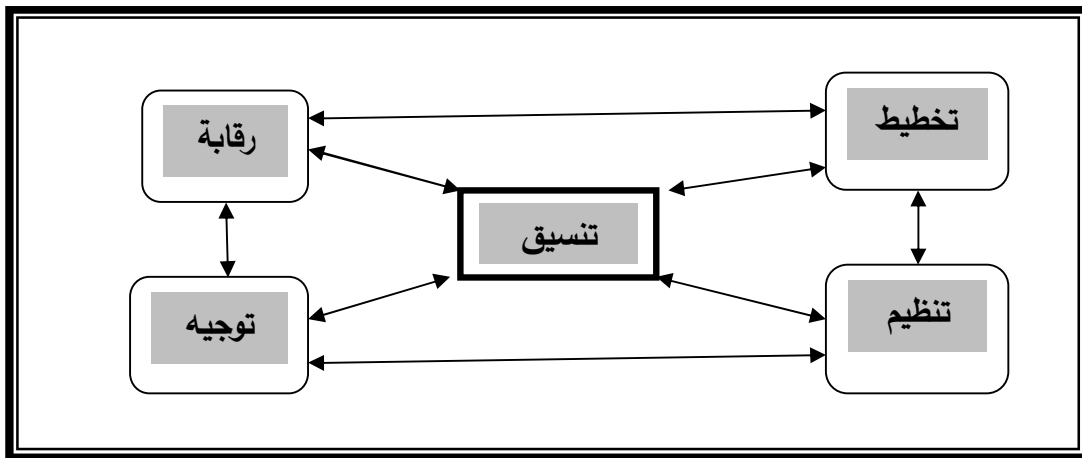 تخطيط
رقابة
تنسيق
تنظيم
توجيه